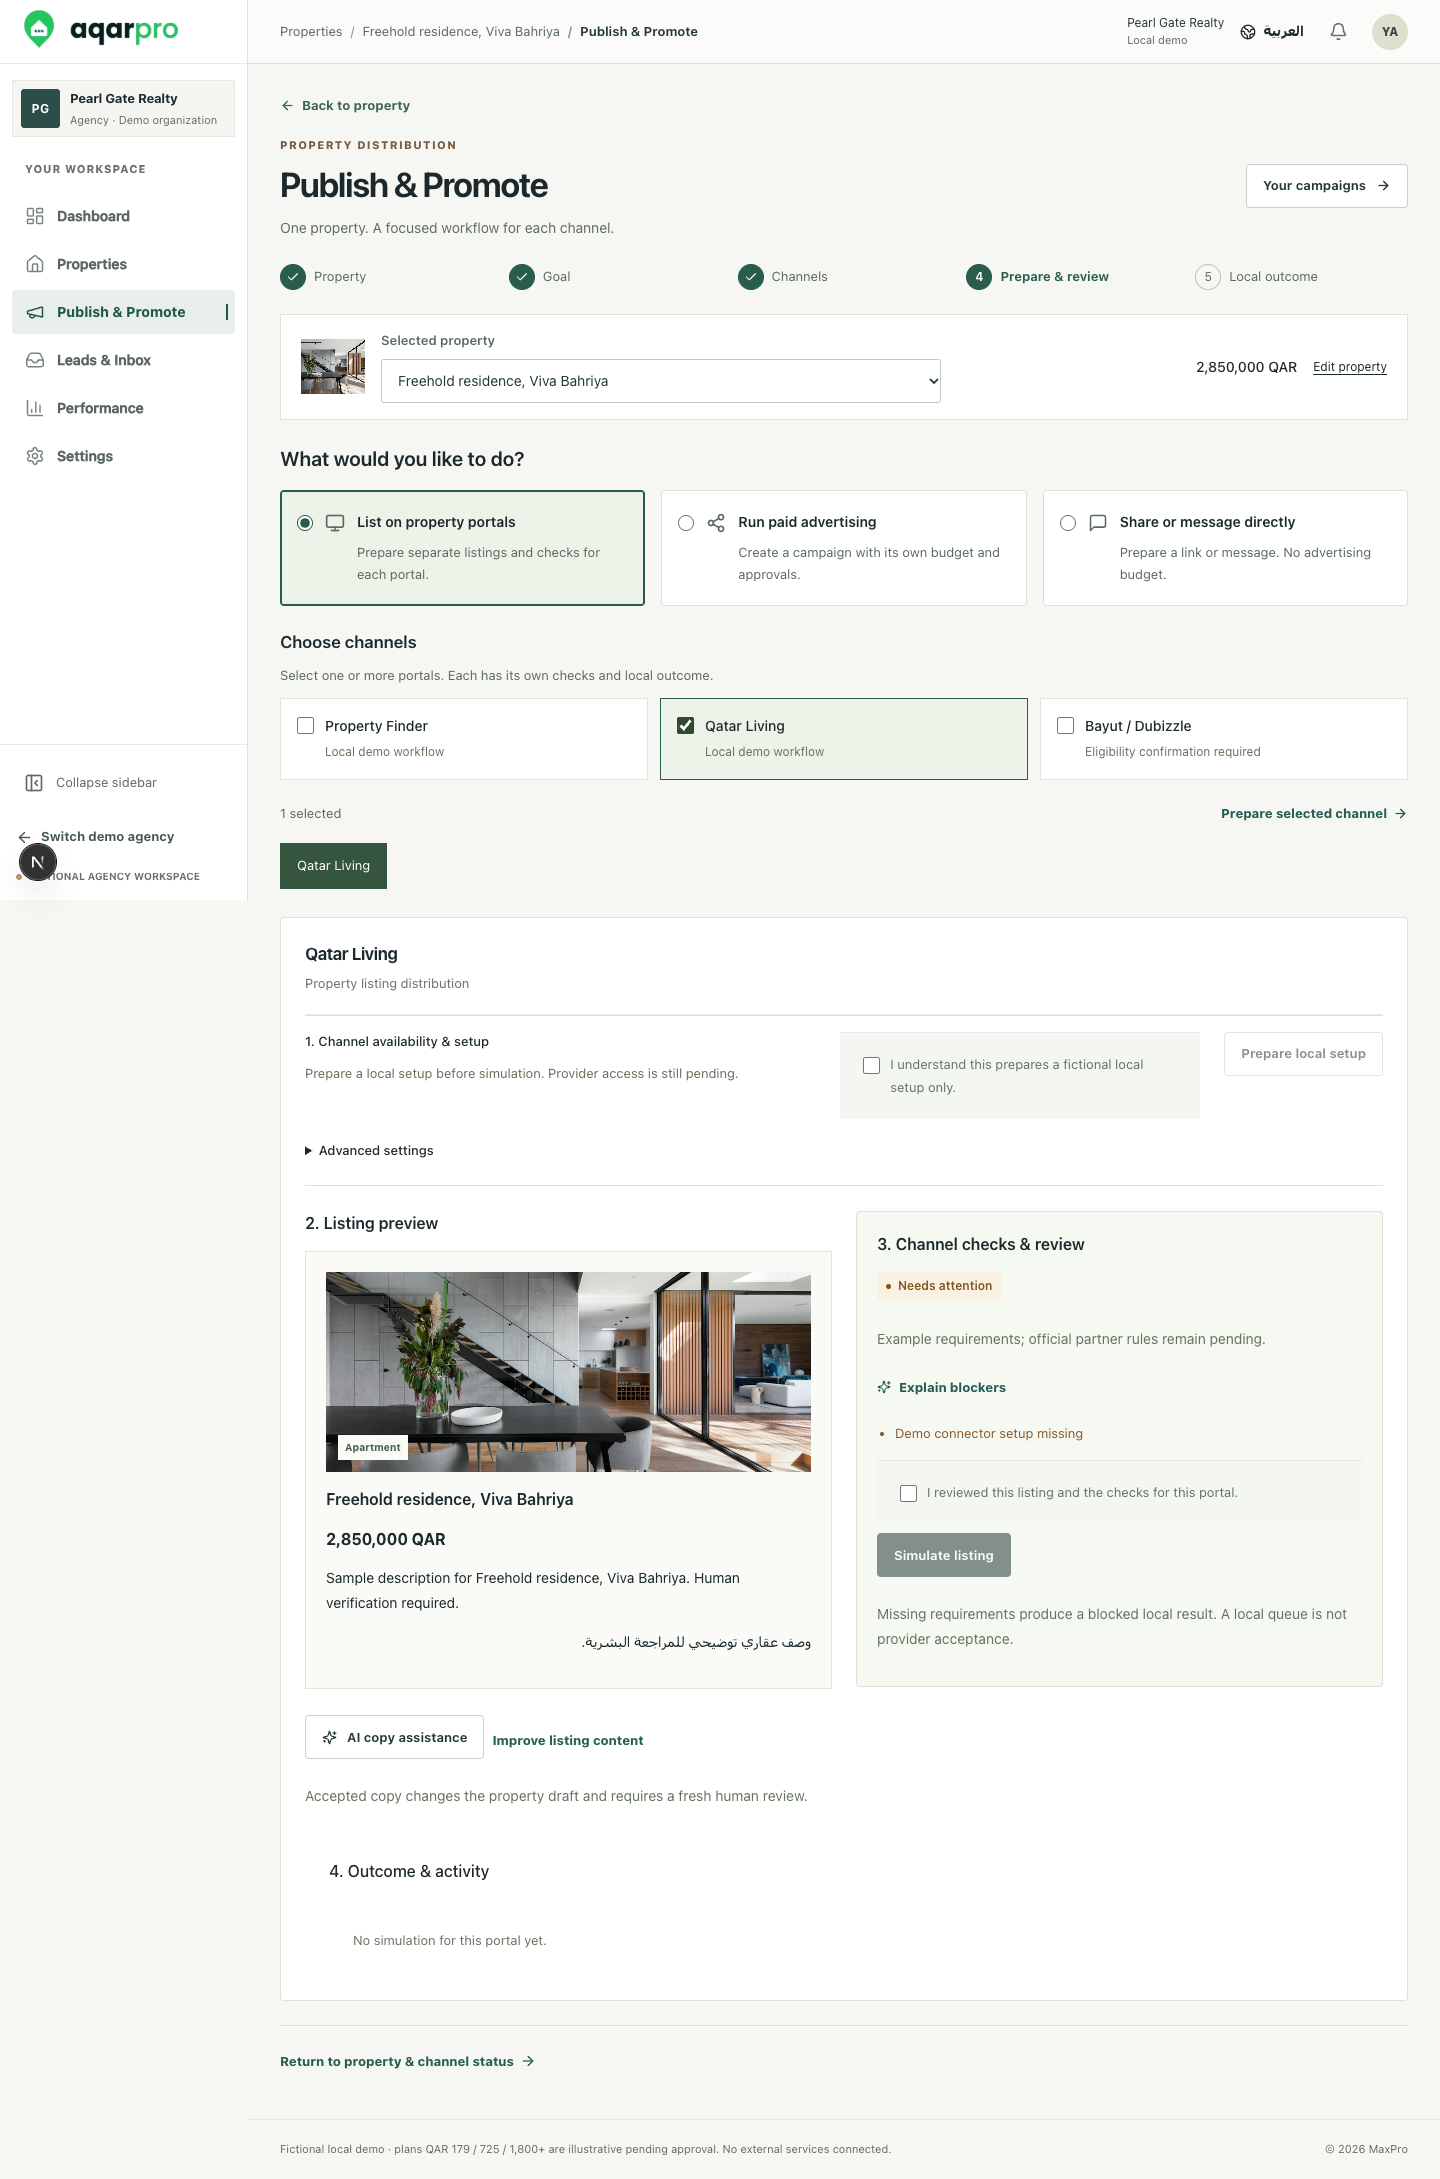 aqarpro
Properties / Freehold residence, Viva Bahriya / Publish & Promote
Pearl Gate Realty
Local demo
العربية
YA
PG
Pearl Gate Realty
Agency · Demo organization
YOUR WORKSPACE
Dashboard
Properties
Publish & Promote
Leads & Inbox
Performance
Settings
Collapse sidebar
Switch demo agency
N
AGENCY WORKSPACE
Back to property
PROPERTY DISTRIBUTION
Publish & Promote
Your campaigns
One property. A focused workflow for each channel.
Property
Goal
Channels
4 Prepare & review
5 Local outcome
Selected property
Freehold residence, Viva Bahriya
2,850,000 QAR
Edit property
What would you like to do?
List on property portals
Prepare separate listings and checks for
each portal.
Run paid advertising
Create a campaign with its own budget and
approvals.
Share or message directly
Prepare a link or message. No advertising
budget.
Choose channels
Select one or more portals. Each has its own checks and local outcome.
Property Finder
Local demo workflow
Qatar Living
Local demo workflow
Bayut / Dubizzle
Eligibility confirmation required
1 selected
Prepare selected channel
Qatar Living
Qatar Living
Property listing distribution
1. Channel availability & setup
Prepare a local setup before simulation. Provider access is still pending.
I understand this prepares a fictional local
setup only.
Prepare local setup
Advanced settings
2. Listing preview
Apartment
Freehold residence, Viva Bahriya
2,850,000 QAR
Sample description for Freehold residence, Viva Bahriya. Human
verification required.
وصف عقاري توضيحي للمراجعة البشرية.
3. Channel checks & review
Needs attention
Example requirements; official partner rules remain pending.
Explain blockers
Demo connector setup missing
I reviewed this listing and the checks for this portal.
Simulate listing
Missing requirements produce a blocked local result. A local queue is not
provider acceptance.
AI copy assistance
Improve listing content
Accepted copy changes the property draft and requires a fresh human review.
4. Outcome & activity
No simulation for this portal yet.
Return to property & channel status
Fictional local demo · plans QAR 179 / 725 / 1,800+ are illustrative pending approval. No external services connected.
© 2026 MaxPro